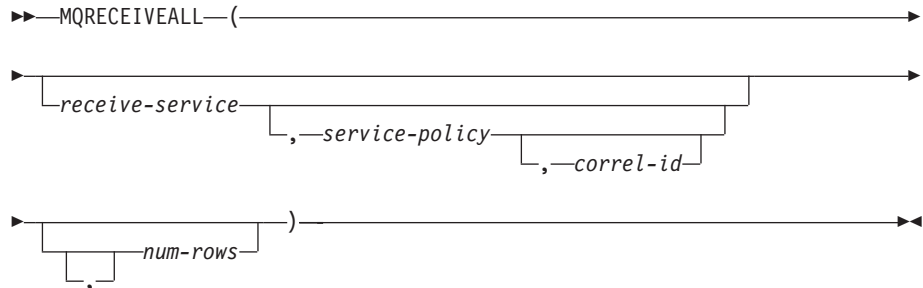 MQRECEIVEALL (
receive-service
, service-policy
, correl-id
num-rows )
,